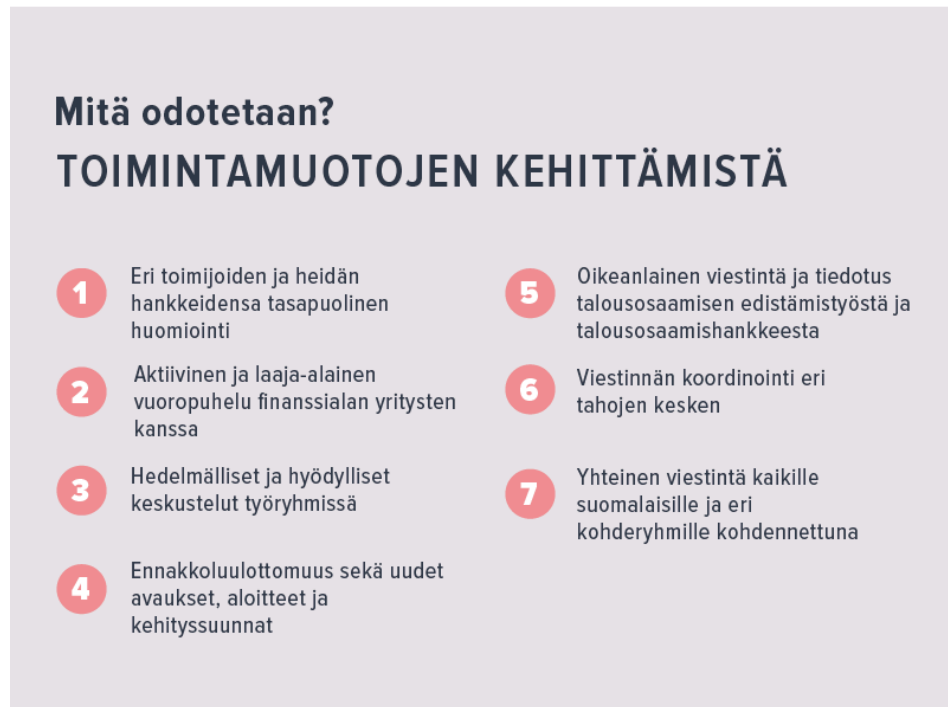 Mitä odotetaan?
TOIMINTAMUOTOJEN KEHITTÄMISTÄ
1
Eri toimijoiden ja heidän
hankkeidensa tasapuolinen
huomiointi
2
Aktiivinen ja laaja-alainen
vuoropuhelu finanssialan yritysten
kanssa
3
Hedelmälliset ja hyödylliset
keskustelut työryhmissä
4
Ennakkoluulottomuus sekä uudet
avaukset, aloitteet ja
kehityssuunnat
5
Oikeanlainen viestintä ja tiedotus
talousosaamisen edistämistyöstä ja
talousosaamishankkeesta
6
Viestinnän koordinointi eri
tahojen kesken
7
Yhteinen viestintä kaikille
suomalaisille ja eri
kohderyhmille kohdennettuna